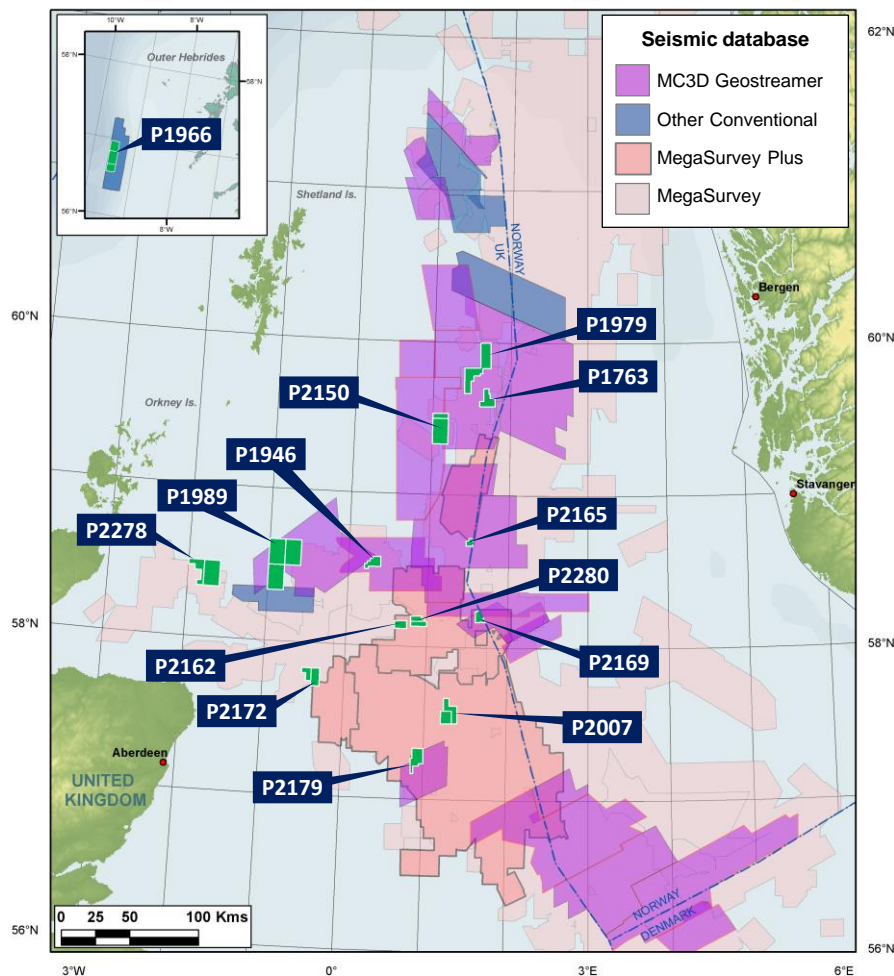 10°W
8°W
58°N
Outer Hebrides
58°N
P1966
56°N
56°N
8°W
62°N
Seismic database
MC3D Geostreamer
Other Conventional
MegaSurvey Plus
MegaSurvey
Shetland Is.
NORWAY
UK
Bergen
60°N
P1979
60°N
P1763
P2150
Orkney Is.
P1946
P1989
Stavanger
P2278
P2165
P2280
58°N
58°N
P2162
P2169
P2172
P2007
Aberdeen
UNITED
KINGDOM
P2179
NORWAY
DENMARK
0 25 50 100 Kms
56°N
56°N
3°W
0°
3°E
6°E